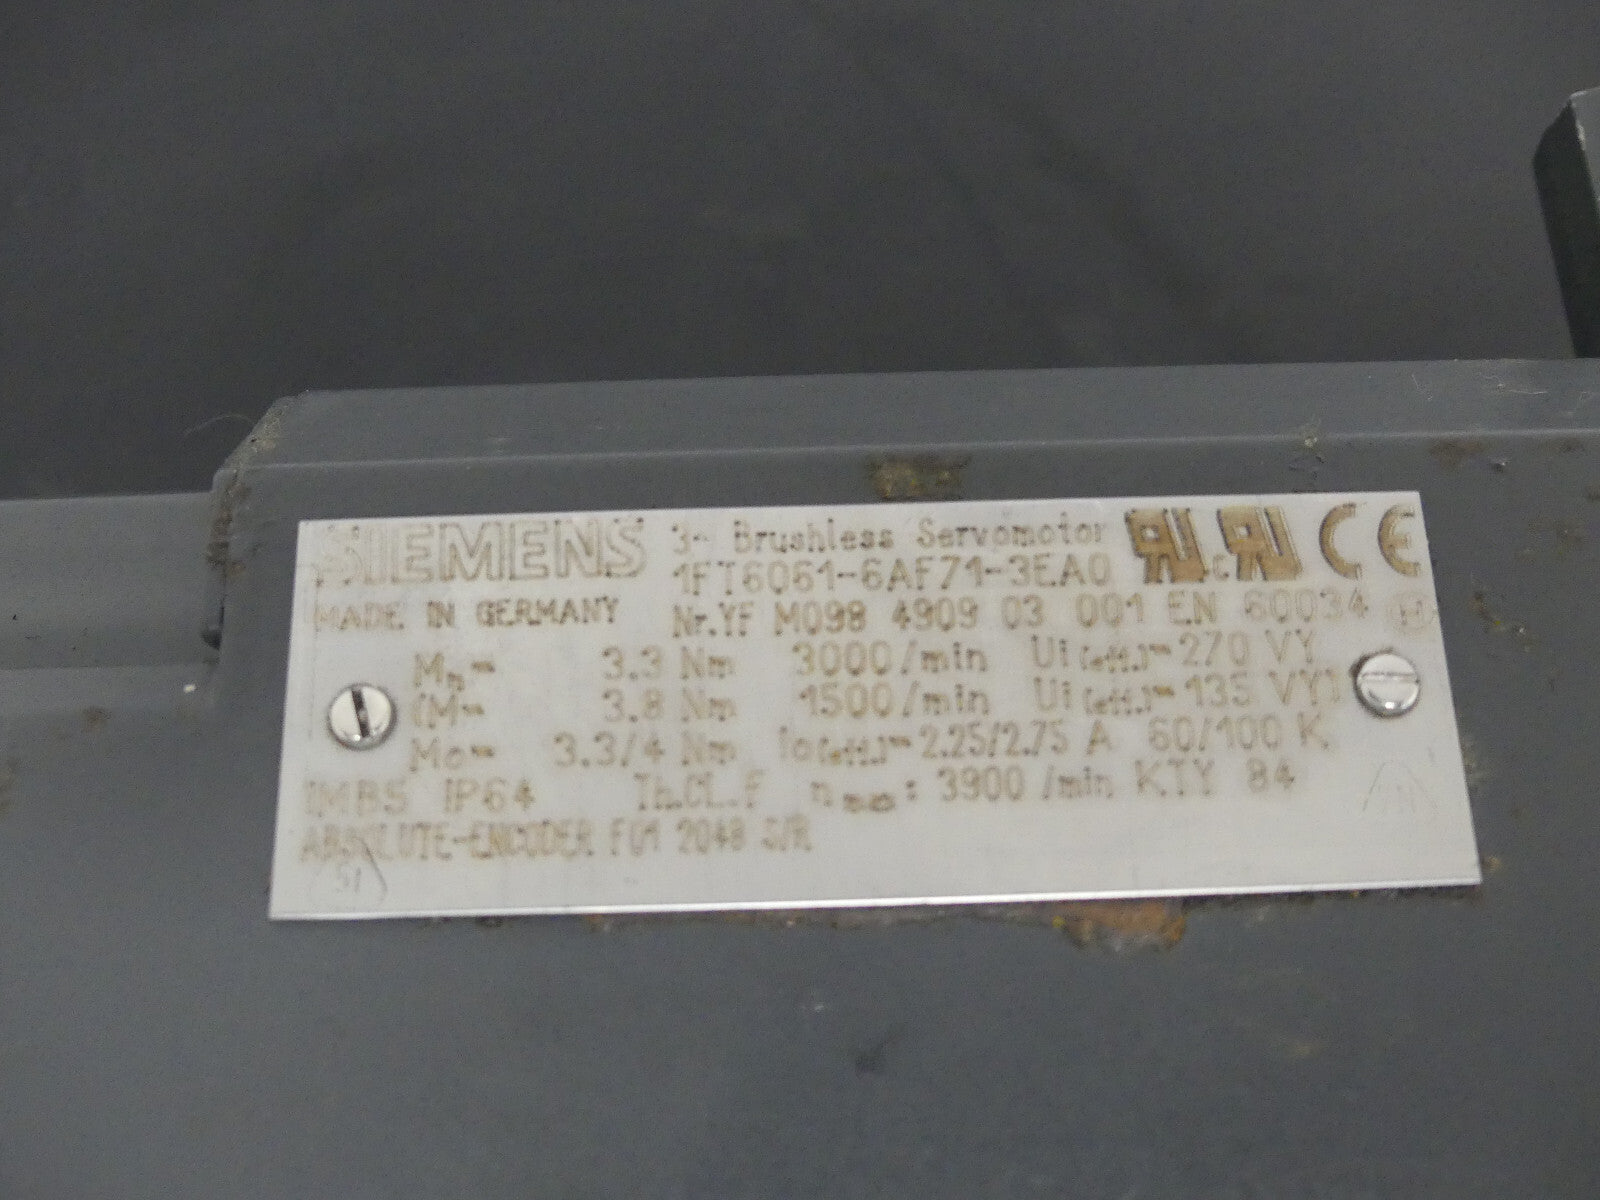 SIEMENS 3~ Brushless Servomotor
1FT6061-6AF71-3EA0
MADE IN GERMANY Nr.YF M098 4909 03 001 EN 60034
Mn= 3.3 Nm 3000/min Ui(eff.)=270 VY
(M= 3.8 Nm 1500/min Ui(eff.)=135 VY)
Mo= 3.3/4 Nm Io(eff.)=2.25/2.75 A 60/100 K
IMB5 IP64 Th.CL.F nmax: 3900 /min KTY 84
ABSOLUTE-ENCODER F01 2048 S/R